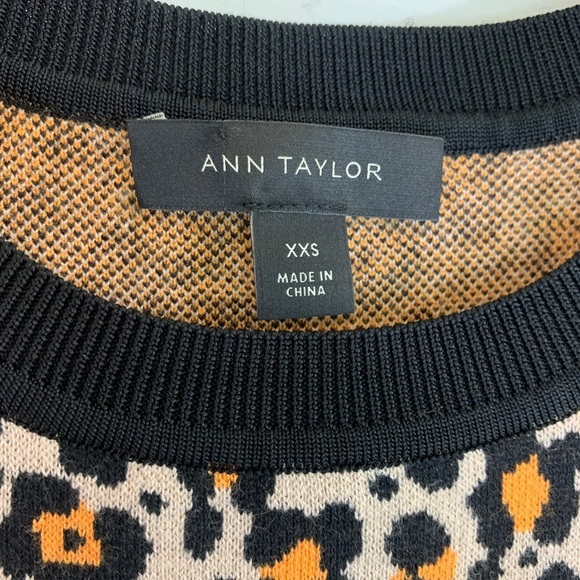 ANN TAYLOR
XXS
MADE IN
CHINA